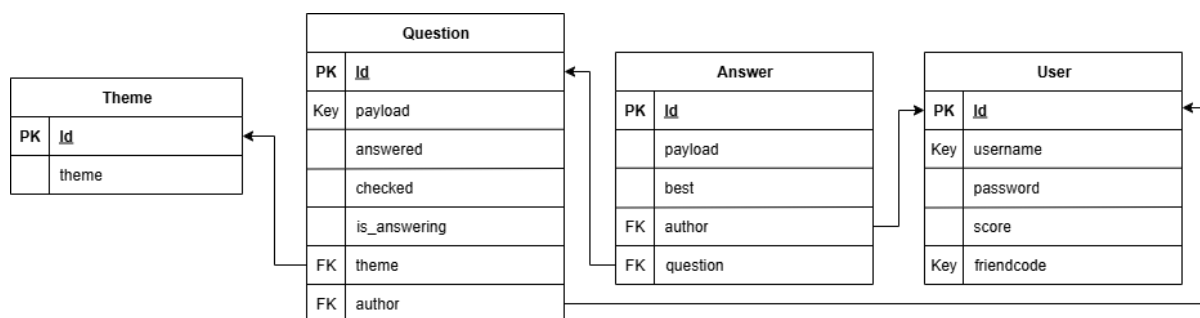 Theme
PK Id
theme
Question
PK Id
Key payload
answered
checked
is_answering
FK theme
FK author
Answer
PK Id
payload
best
FK author
FK question
User
PK Id
Key username
password
score
Key friendcode